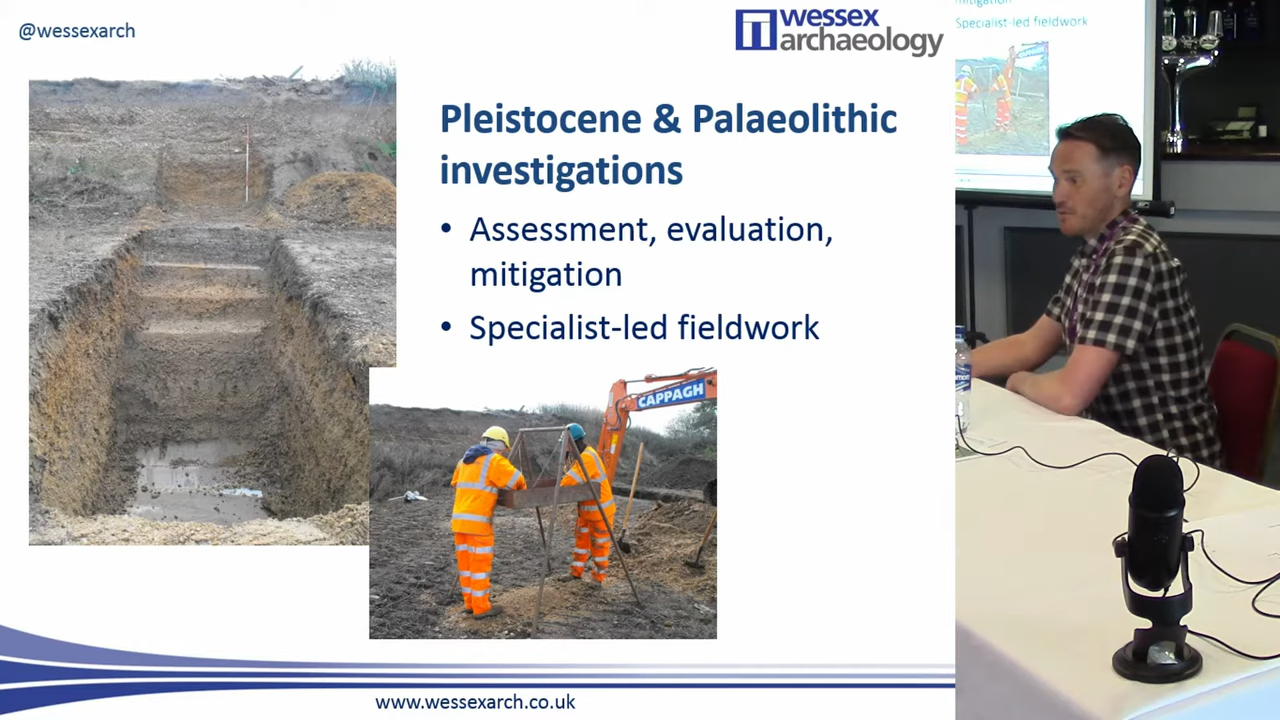 @wessexarch
wessex
archaeology
Pleistocene & Palaeolithic
investigations
• Assessment, evaluation,
mitigation
• Specialist-led fieldwork
CAPPAGH
www.wessexarch.co.uk
mitigation
Specialist-led fieldwork